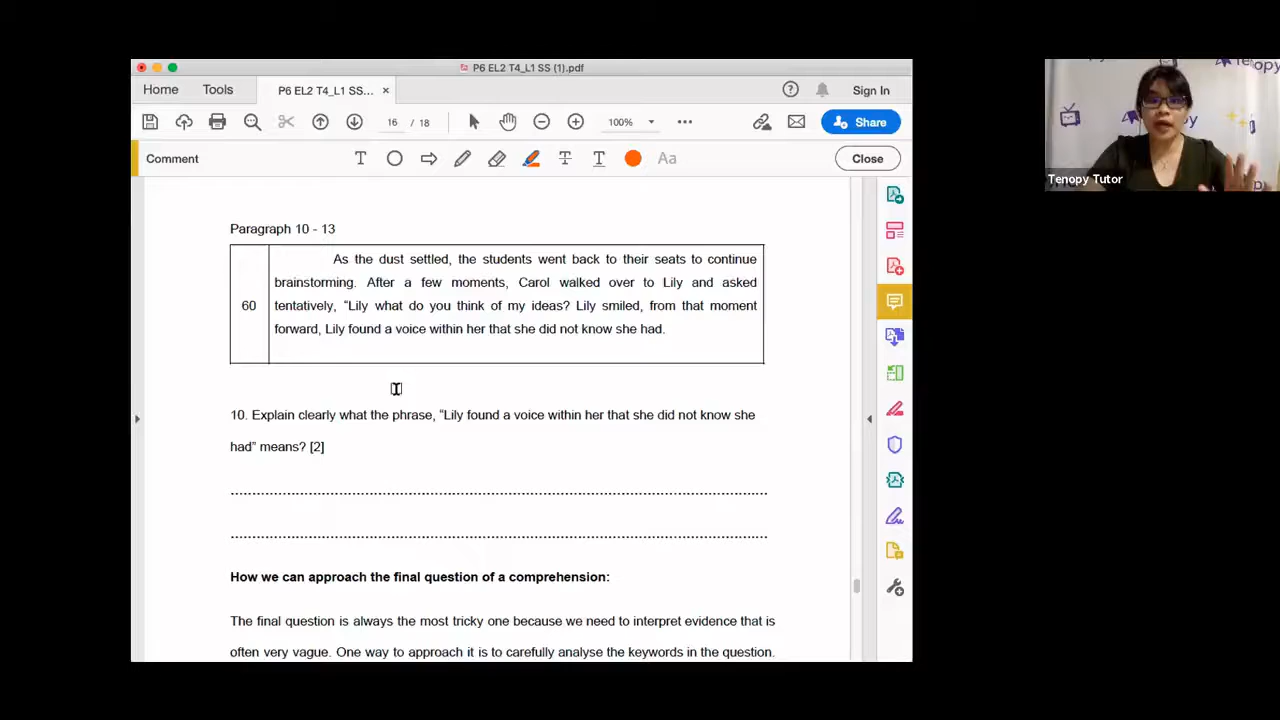 P6 EL2 T4_L1 SS (1).pdf
Home Tools P6 EL2 T4_L1 SS... × Sign In
16 / 18 100% Share
Comment Aa Close
Paragraph 10 - 13
As the dust settled, the students went back to their seats to continue
brainstorming. After a few moments, Carol walked over to Lily and asked
60 tentatively, “Lily what do you think of my ideas? Lily smiled, from that moment
forward, Lily found a voice within her that she did not know she had.
10. Explain clearly what the phrase, “Lily found a voice within her that she did not know she
had” means? [2]
How we can approach the final question of a comprehension:
The final question is always the most tricky one because we need to interpret evidence that is
often very vague. One way to approach it is to carefully analyse the keywords in the question.
Tenopy Tutor